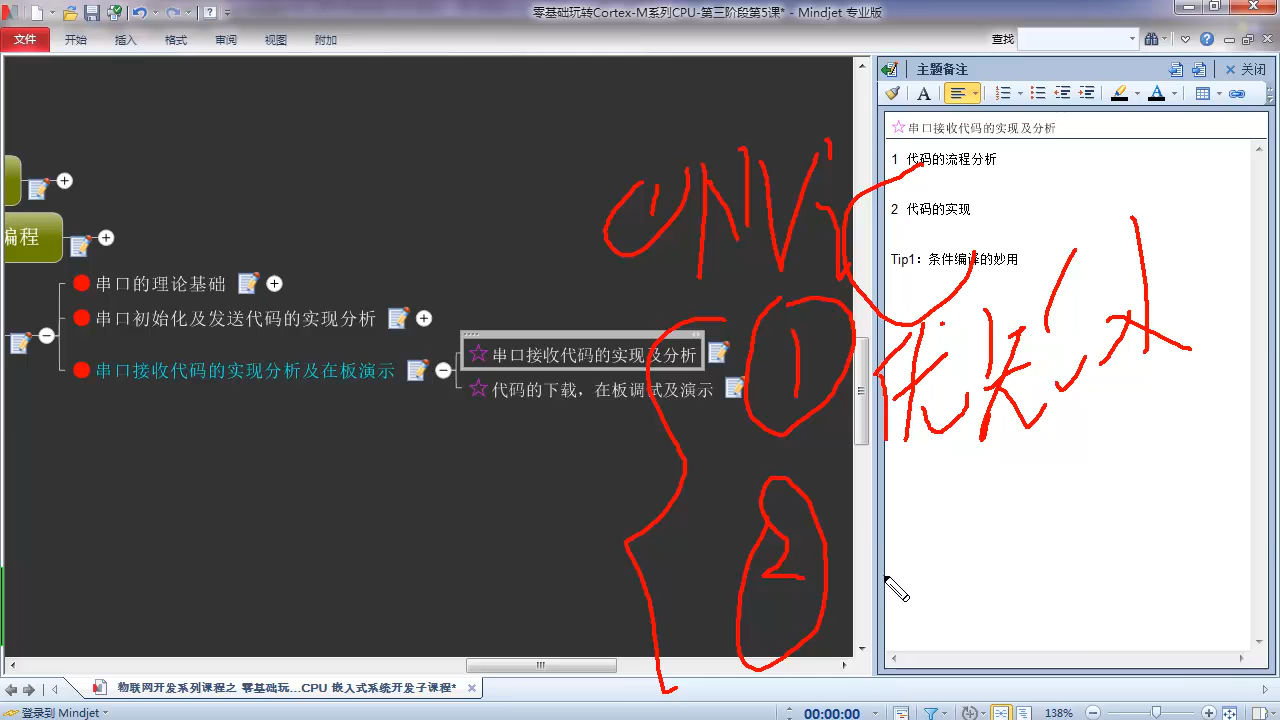 零基础玩转Cortex-M系列CPU-第三阶段第5课* - Mindjet 专业版
文件 开始 插入 格式 审阅 视图 附加 查找
主题备注 关闭
串口接收代码的实现及分析
1 代码的流程分析
2 代码的实现
Tip1：条件编译的妙用
编程
串口的理论基础
串口初始化及发送代码的实现分析
串口接收代码的实现分析及在板演示
串口接收代码的实现及分析
代码的下载，在板调试及演示
1
2
物联网开发系列课程之 零基础玩...CPU 嵌入式系统开发子课程*
登录到 Mindjet 00:00:00 138%